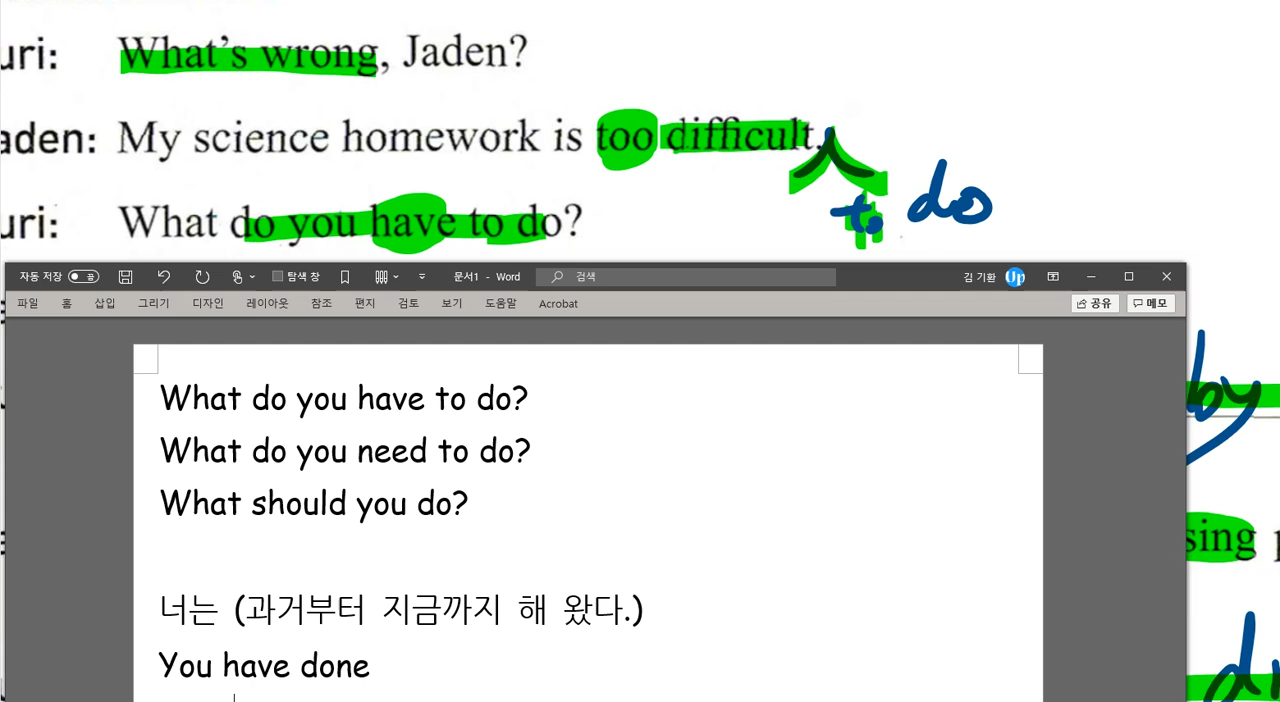 uri: What's wrong, Jaden?
aden: My science homework is too difficult.
to do
uri: What do you have to do?
자동 저장 끔 탐색 창 문서1 - Word 검색 김 기환 Up
파일 홈 삽입 그리기 디자인 레이아웃 참조 편지 검토 보기 도움말 Acrobat 공유 메모
What do you have to do?
by
What do you need to do?
What should you do?
sing
너는 (과거부터 지금까지 해 왔다.)
You have done